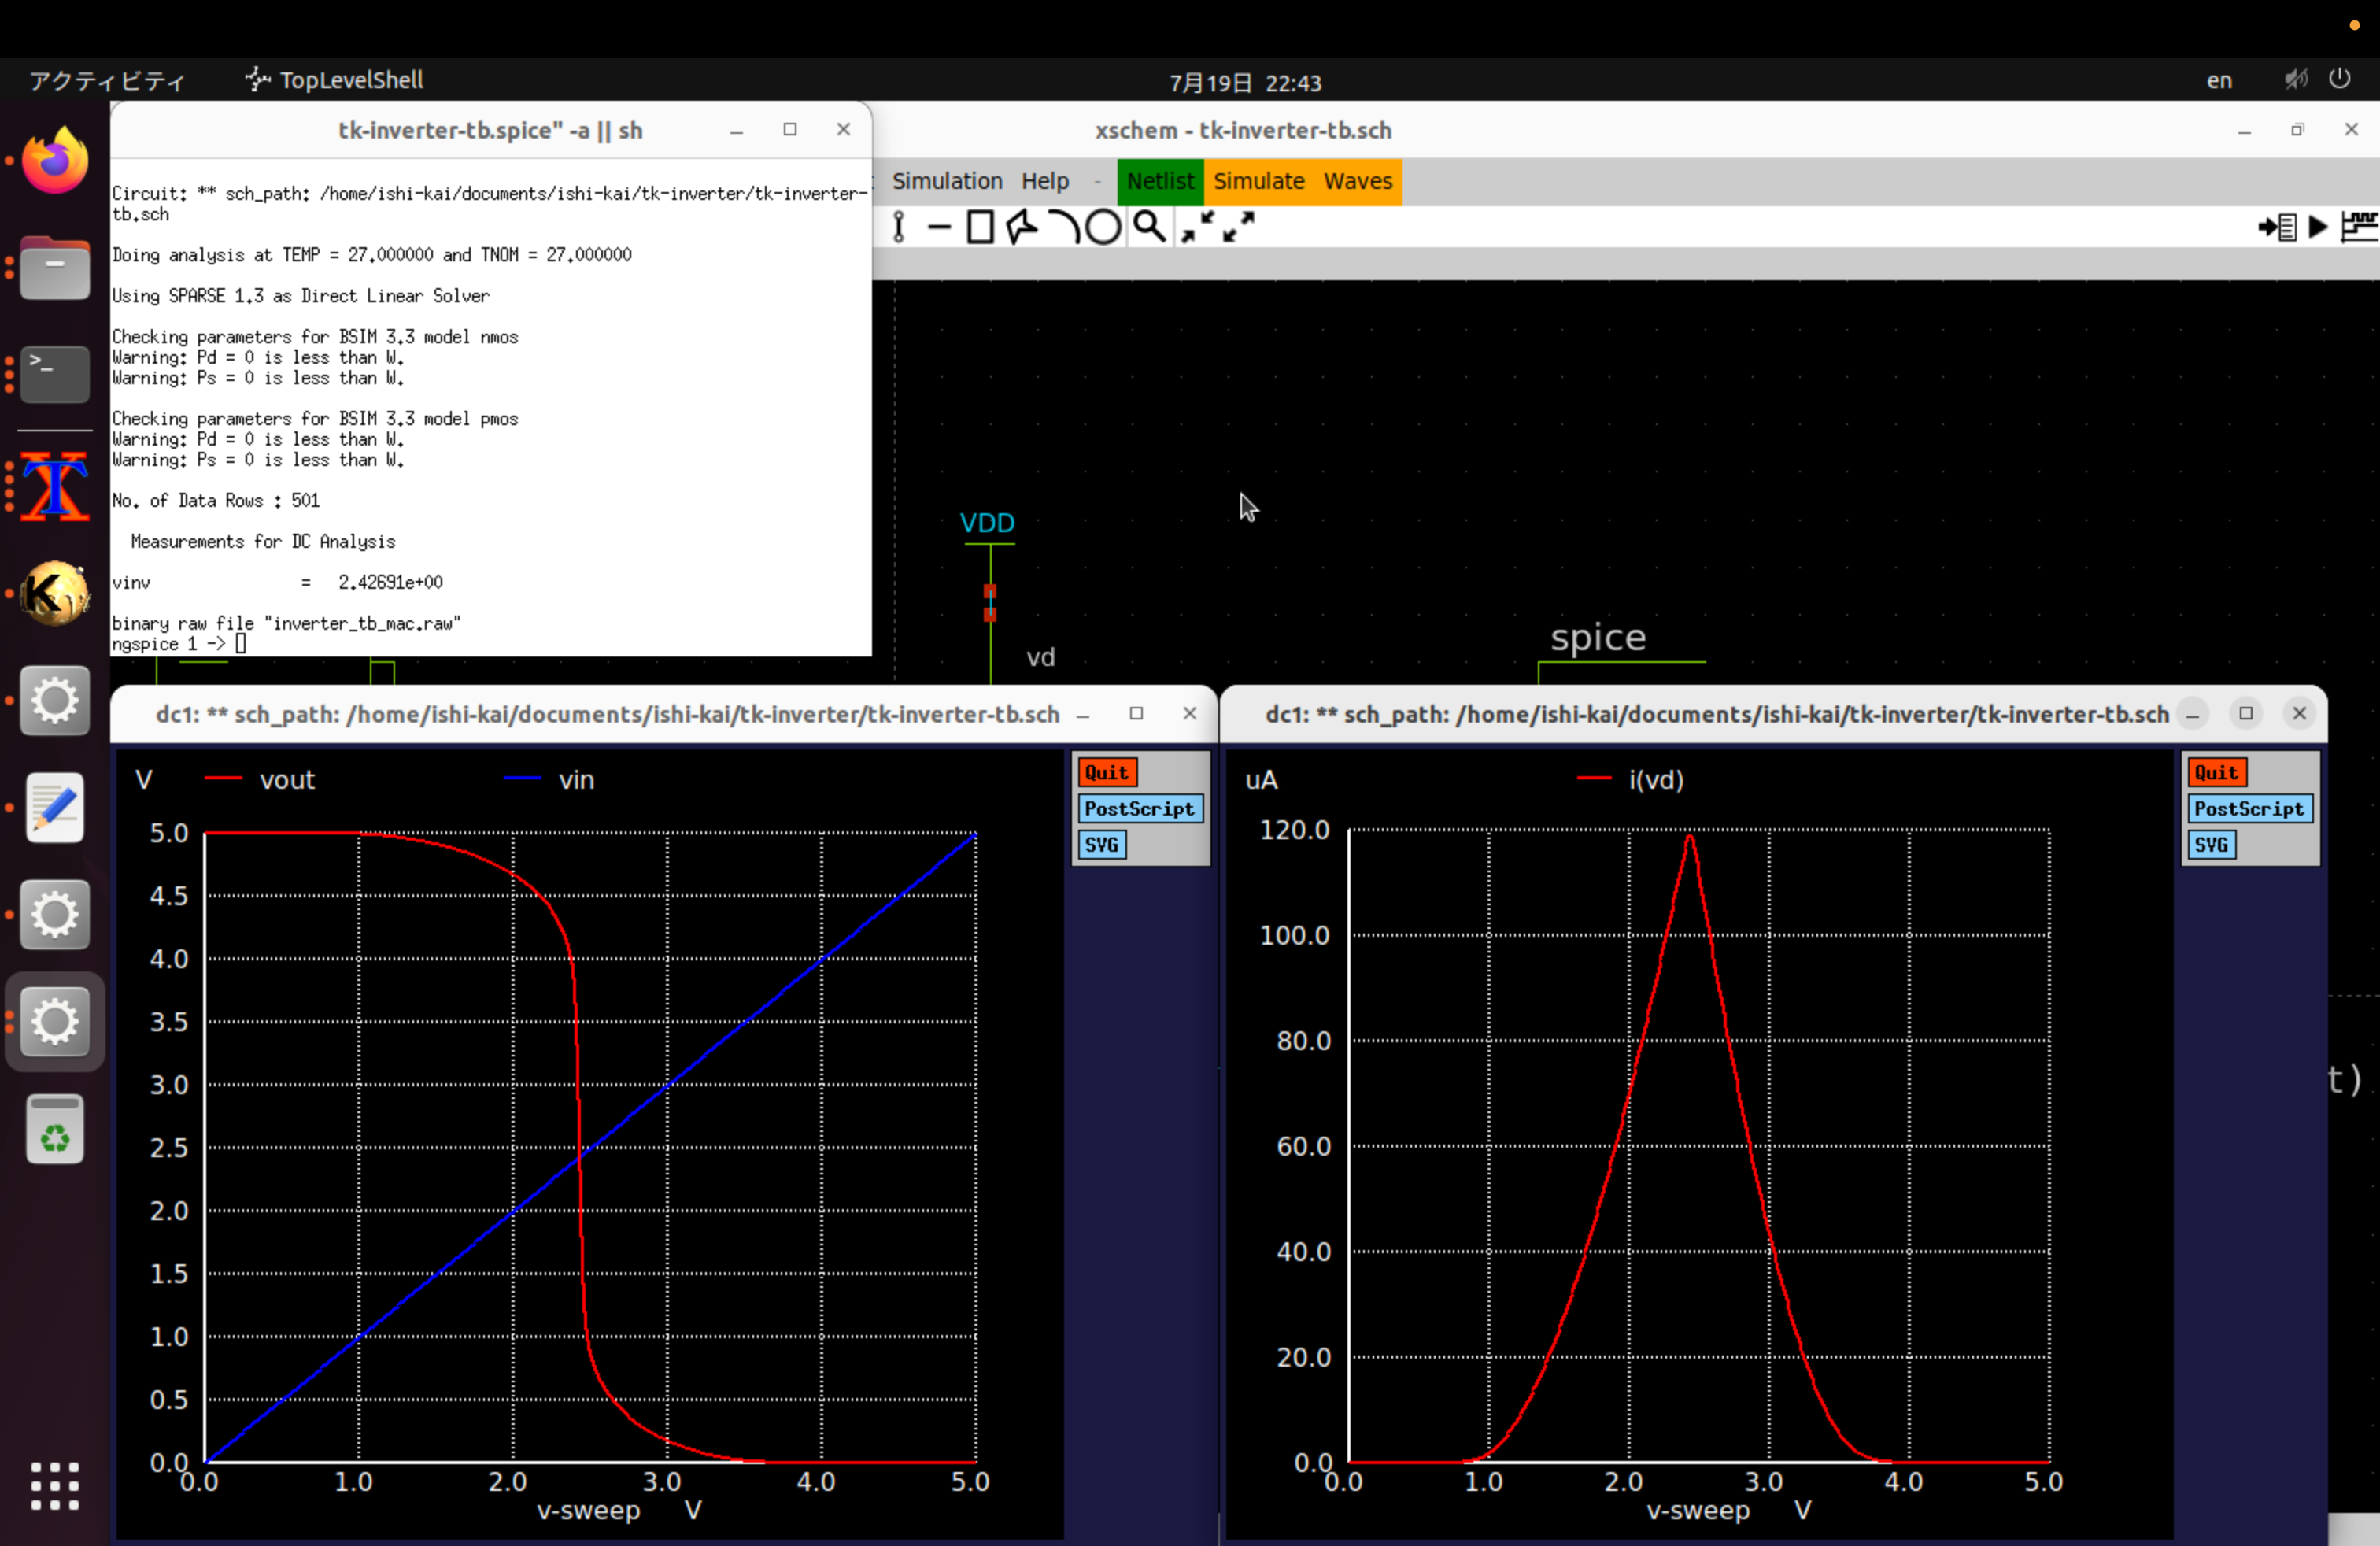 アクティビティ
TopLevelShell
7月19日 22:43
en
tk-inverter-tb.spice" -a || sh
Circuit: ** sch_path: /home/ishi-kai/documents/ishi-kai/tk-inverter/tk-inverter-
tb.sch
Doing analysis at TEMP = 27.000000 and TNOM = 27.000000
Using SPARSE 1.3 as Direct Linear Solver
Checking parameters for BSIM 3.3 model nmos
Warning: Pd = 0 is less than W.
Warning: Ps = 0 is less than W.
Checking parameters for BSIM 3.3 model pmos
Warning: Pd = 0 is less than W.
Warning: Ps = 0 is less than W.
No. of Data Rows : 501
Measurements for DC Analysis
vinv = 2.42691e+00
binary raw file "inverter_tb_mac.raw"
ngspice 1 ->
xschem - tk-inverter-tb.sch
Simulation Help - Netlist Simulate Waves
VDD
vd
spice
t)
dc1: ** sch_path: /home/ishi-kai/documents/ishi-kai/tk-inverter/tk-inverter-tb.sch
V vout vin
Quit
PostScript
SVG
5.0
4.5
4.0
3.5
3.0
2.5
2.0
1.5
1.0
0.5
0.0
0.0 1.0 2.0 3.0 4.0 5.0
v-sweep V
dc1: ** sch_path: /home/ishi-kai/documents/ishi-kai/tk-inverter/tk-inverter-tb.sch
uA i(vd)
Quit
PostScript
SVG
120.0
100.0
80.0
60.0
40.0
20.0
0.0
0.0 1.0 2.0 3.0 4.0 5.0
v-sweep V